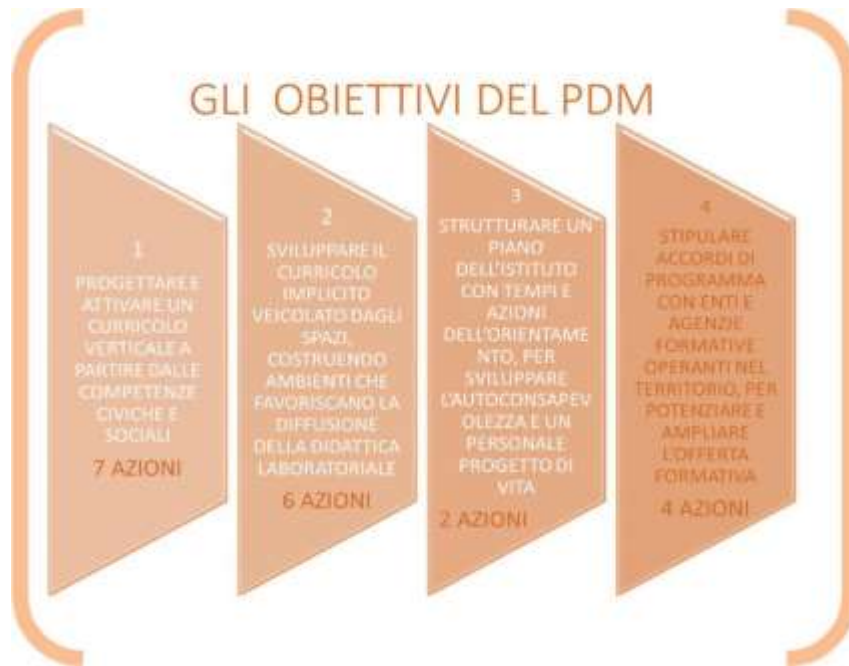 GLI OBIETTIVI DEL PDM
1
PROGETTARE E
ATTIVARE UN
CURRICOLO
VERTICALE A
PARTIRE DALLE
COMPETENZE
CIVICHE E
SOCIALI
7 AZIONI
2
SVILUPPARE IL
CURRICOLO
IMPLICITO
VEICOLATO DAGLI
SPAZI,
COSTRUENDO
AMBIENTI CHE
FAVORISCANO LA
DIFFUSIONE
DELLA DIDATTICA
LABORATORIALE
6 AZIONI
3
STRUTTURARE UN
PIANO
DELL'ISTITUTO
CON TEMPI E
AZIONI
DELL'ORIENTAME
NTO, PER
SVILUPPARE
L'AUTOCONSAPEV
OLEZZA E UN
PERSONALE
PROGETTO DI
VITA
2 AZIONI
4
STIPULARE
ACCORDI DI
PROGRAMMA
CON ENTI E
AGENZIE
FORMATIVE
OPERANTI NEL
TERRITORIO, PER
POTENZIARE E
AMPLIARE
L'OFFERTA
FORMATIVA
4 AZIONI